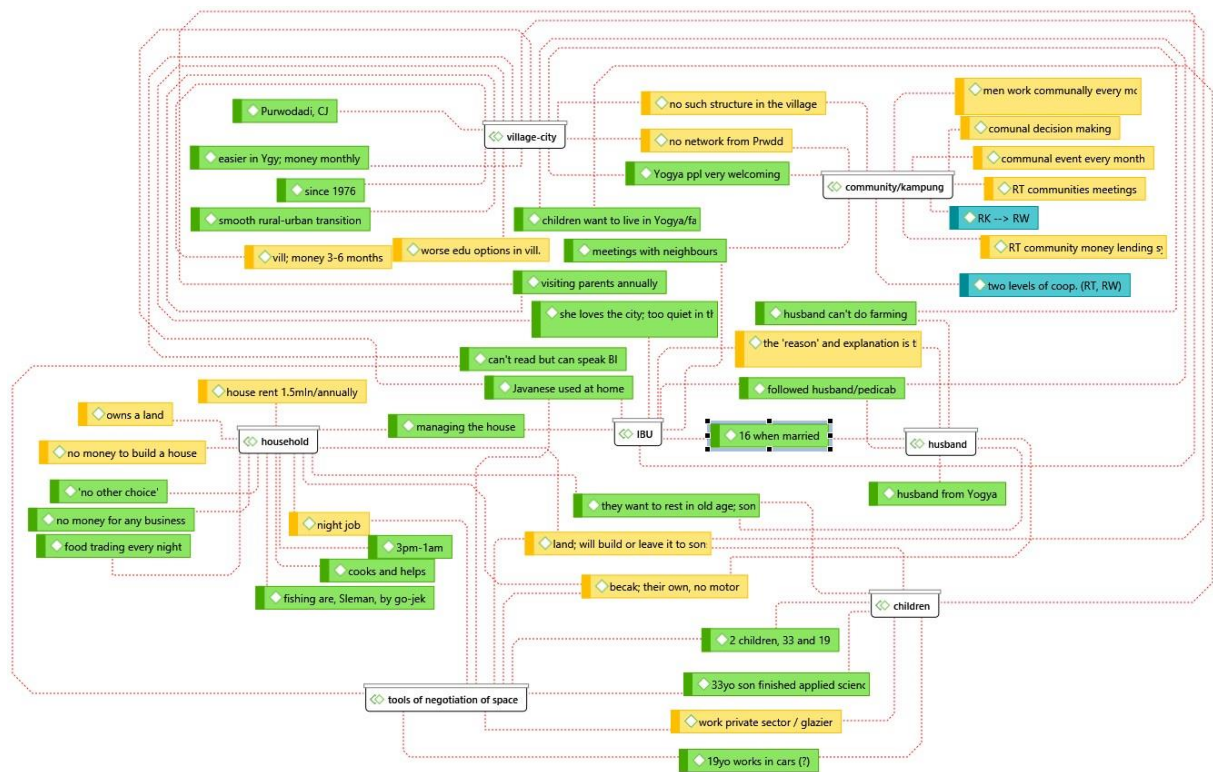 Purwodadi, CJ
village-city
no such structure in the village
men work communally every mo
no network from Prwdd
comunal decision making
easier in Ygy; money monthly
communal event every month
Yogya ppl very welcoming
community/kampung
since 1976
RT communities meetings
smooth rural-urban transition
children want to live in Yogya/fa
RK --> RW
vill; money 3-6 months
worse edu options in vill.
meetings with neighbours
RT community money lending sy
visiting parents annually
two levels of coop. (RT, RW)
she loves the city; too quiet in th
husband can't do farming
can't read but can speak BI
the 'reason' and explanation is t
house rent 1.5mln/annually
Javanese used at home
followed husband/pedicab
owns a land
managing the house
IBU
16 when married
husband
household
no money to build a house
'no other choice'
they want to rest in old age; son
husband from Yogya
no money for any business
night job
food trading every night
3pm-1am
land; will build or leave it to son
cooks and helps
becak; their own, no motor
fishing are, Sleman, by go-jek
children
2 children, 33 and 19
33yo son finished applied scienc
tools of negotiation of space
work private sector / glazier
19yo works in cars (?)